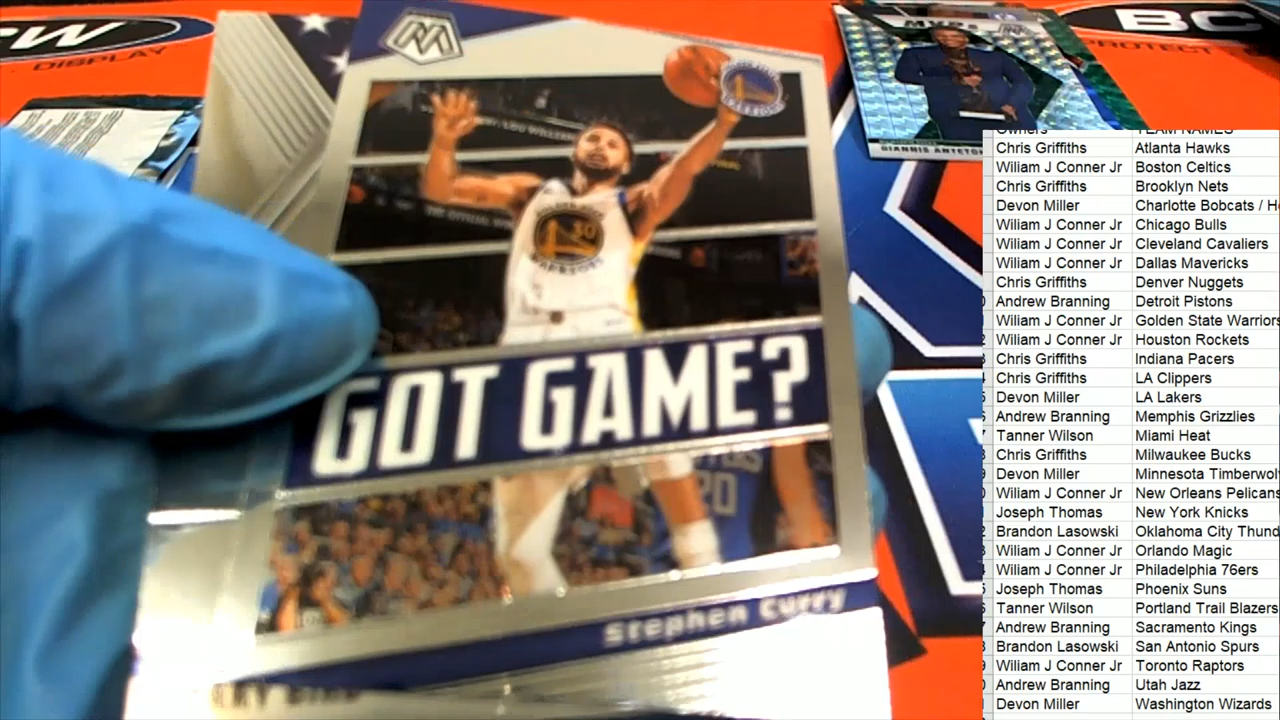 CW
DISPLAY
BC
PROTECT
MVPS
GIANNIS ANTETO
WARRIORS
30
WARRIORS
GOT GAME?
20
Stephen Curry
Owners TEAM NAMES
Chris Griffiths Atlanta Hawks
Wiliam J Conner Jr Boston Celtics
Chris Griffiths Brooklyn Nets
Devon Miller Charlotte Bobcats / H
Wiliam J Conner Jr Chicago Bulls
Wiliam J Conner Jr Cleveland Cavaliers
Wiliam J Conner Jr Dallas Mavericks
Chris Griffiths Denver Nuggets
Andrew Branning Detroit Pistons
Wiliam J Conner Jr Golden State Warriors
Wiliam J Conner Jr Houston Rockets
Chris Griffiths Indiana Pacers
Chris Griffiths LA Clippers
Devon Miller LA Lakers
Andrew Branning Memphis Grizzlies
Tanner Wilson Miami Heat
Chris Griffiths Milwaukee Bucks
Devon Miller Minnesota Timberwol
Wiliam J Conner Jr New Orleans Pelicans
Joseph Thomas New York Knicks
Brandon Lasowski Oklahoma City Thund
Wiliam J Conner Jr Orlando Magic
Wiliam J Conner Jr Philadelphia 76ers
Joseph Thomas Phoenix Suns
Tanner Wilson Portland Trail Blazers
Andrew Branning Sacramento Kings
Brandon Lasowski San Antonio Spurs
Wiliam J Conner Jr Toronto Raptors
Andrew Branning Utah Jazz
Devon Miller Washington Wizards